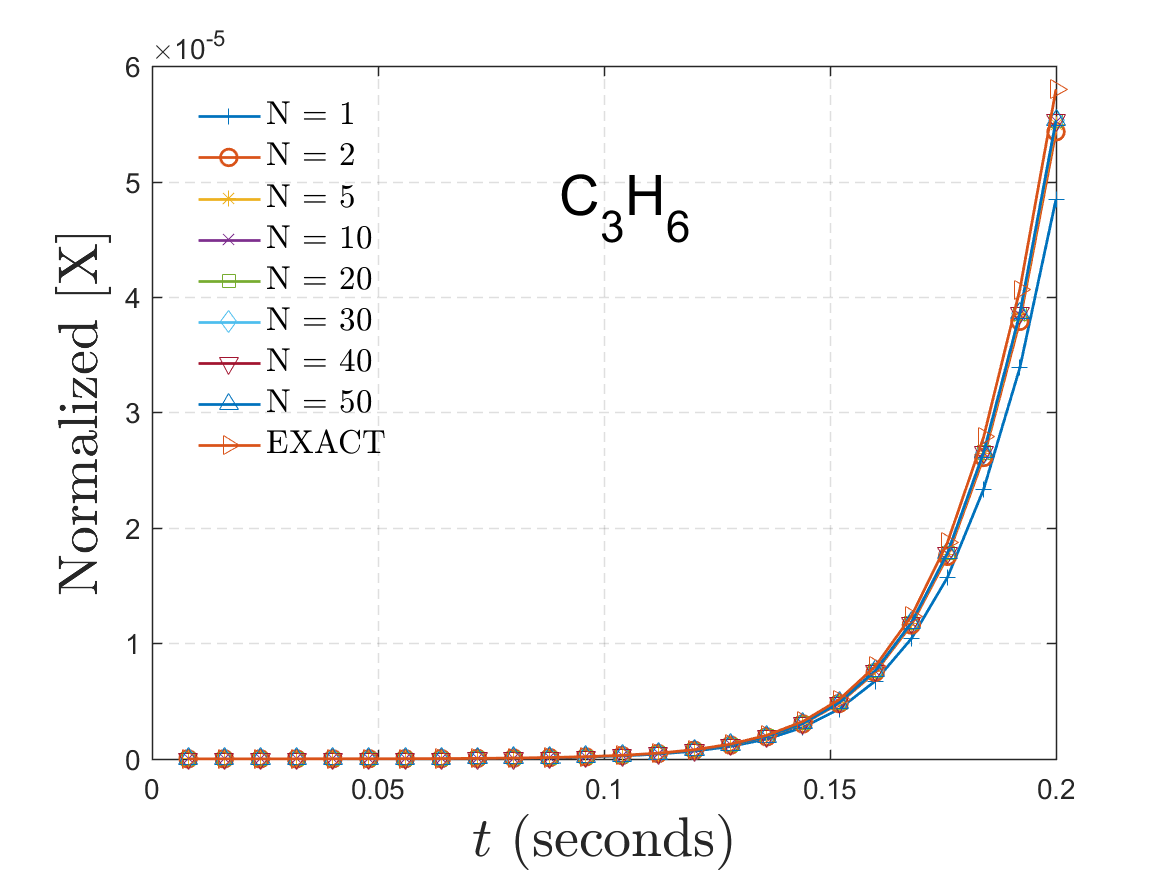 ×10-5
6
5
4
3
2
1
0
0
0.05
0.1
0.15
0.2
Normalized [X]
t (seconds)
C3H6
N = 1
N = 2
N = 5
N = 10
N = 20
N = 30
N = 40
N = 50
EXACT